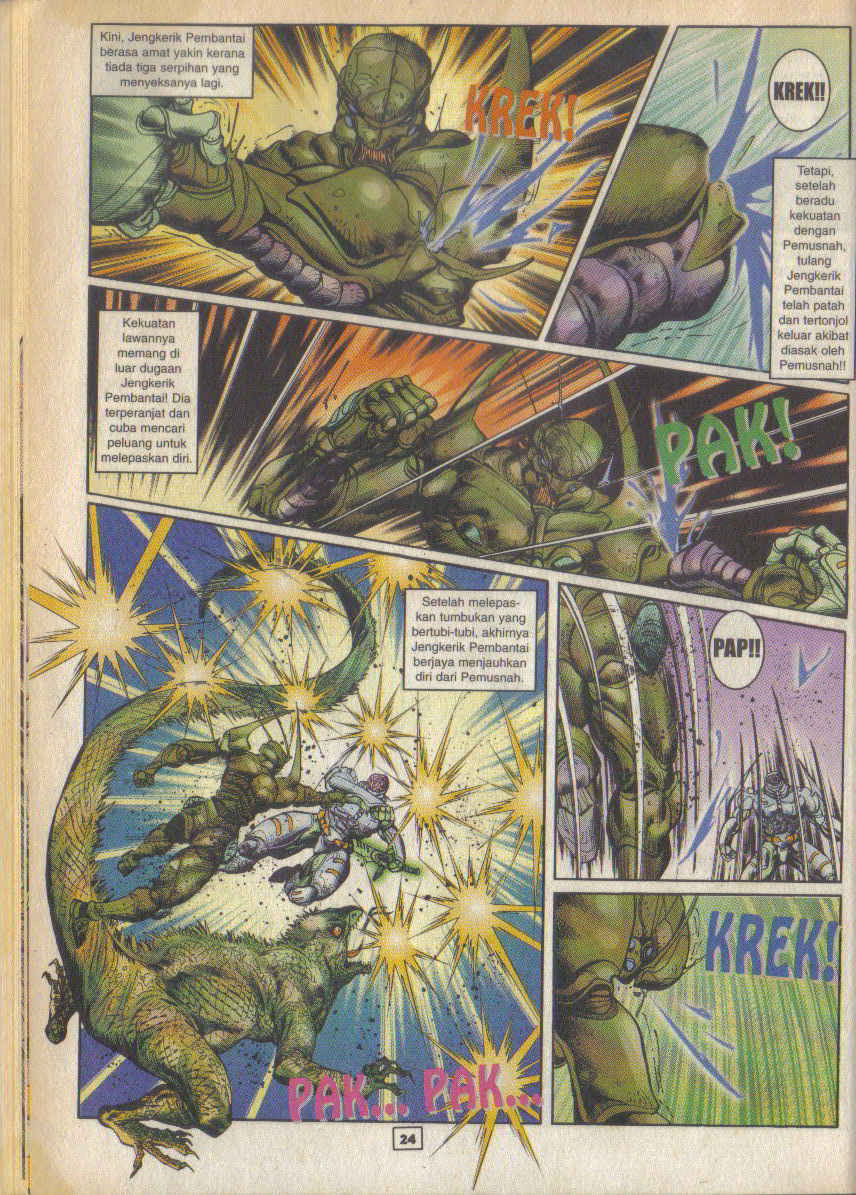 Kini, Jengkerik Pembantai
berasa amat yakin kerana
tiada tiga serpihan yang
menyeksanya lagi.
KREK!
KREK!!
Tetapi,
setelah
beradu
kekuatan
dengan
Pemusnah,
tulang
Jengkerik
Pembantai
telah patah
dan tertonjol
keluar akibat
diasak oleh
Pemusnah!!
Kekuatan
lawannya
memang di
luar dugaan
Jengkerik
Pembantai! Dia
terperanjat dan
cuba mencari
peluang untuk
melepaskan diri.
PAK!
Setelah melepas-
kan tumbukan yang
bertubi-tubi, akhirnya
Jengkerik Pembantai
berjaya menjauhkan
diri dari Pemusnah.
PAK... PAK...
PAP!!
KREK!
24